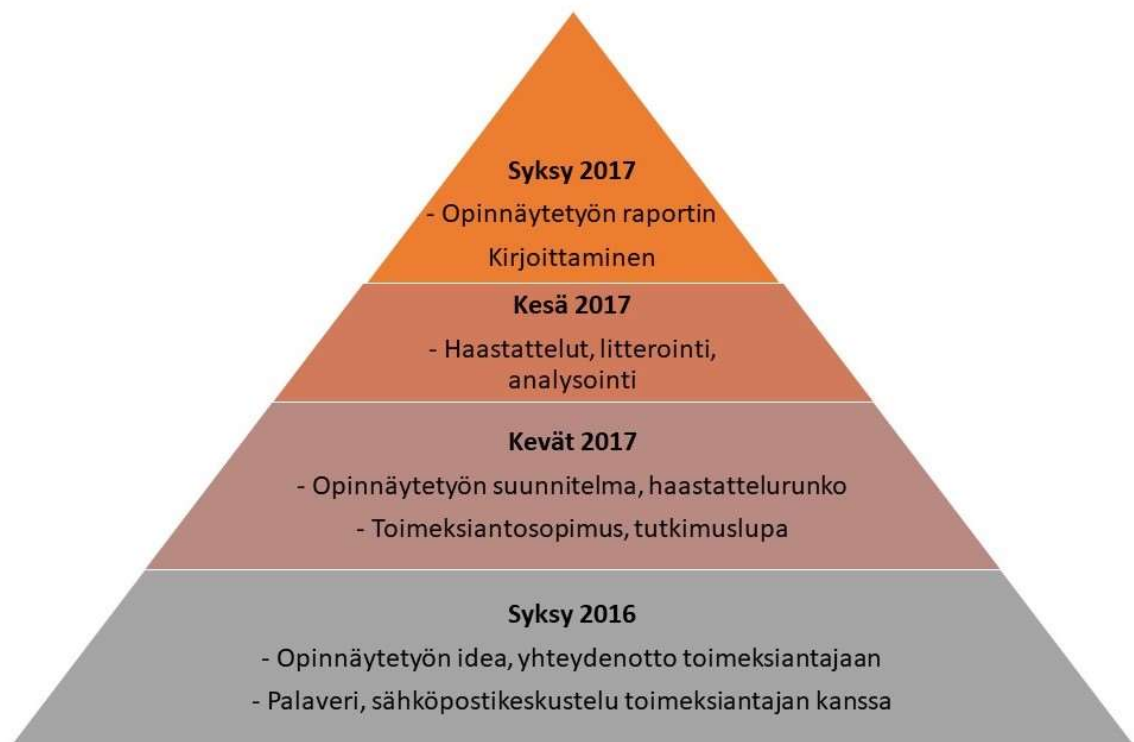 Syksy 2017
- Opinnäytetyön raportin
Kirjoittaminen
Kesä 2017
- Haastattelut, litterointi,
analysointi
Kevät 2017
- Opinnäytetyön suunnitelma, haastattelurunko
- Toimeksiantosopimus, tutkimuslupa
Syksy 2016
- Opinnäytetyön idea, yhteydenotto toimeksiantajaan
- Palaveri, sähköpostikeskustelu toimeksiantajan kanssa